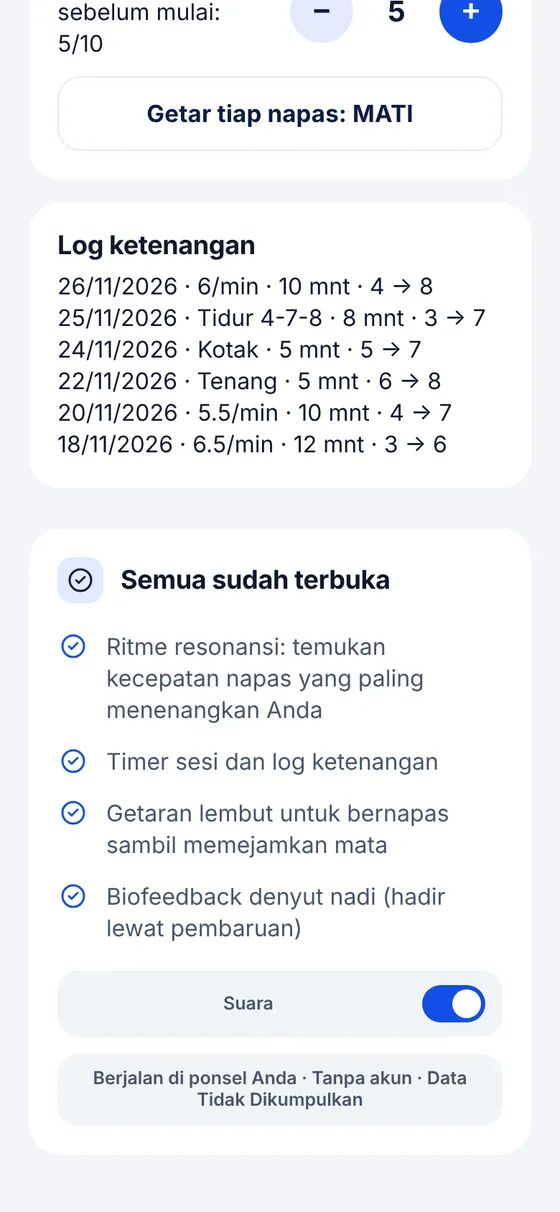 sebelum mulai:
5/10
− 5 +
Getar tiap napas: MATI
Log ketenangan
26/11/2026 · 6/min · 10 mnt · 4 → 8
25/11/2026 · Tidur 4-7-8 · 8 mnt · 3 → 7
24/11/2026 · Kotak · 5 mnt · 5 → 7
22/11/2026 · Tenang · 5 mnt · 6 → 8
20/11/2026 · 5.5/min · 10 mnt · 4 → 7
18/11/2026 · 6.5/min · 12 mnt · 3 → 6
Semua sudah terbuka
Ritme resonansi: temukan
kecepatan napas yang paling
menenangkan Anda
Timer sesi dan log ketenangan
Getaran lembut untuk bernapas
sambil memejamkan mata
Biofeedback denyut nadi (hadir
lewat pembaruan)
Suara
Berjalan di ponsel Anda · Tanpa akun · Data
Tidak Dikumpulkan